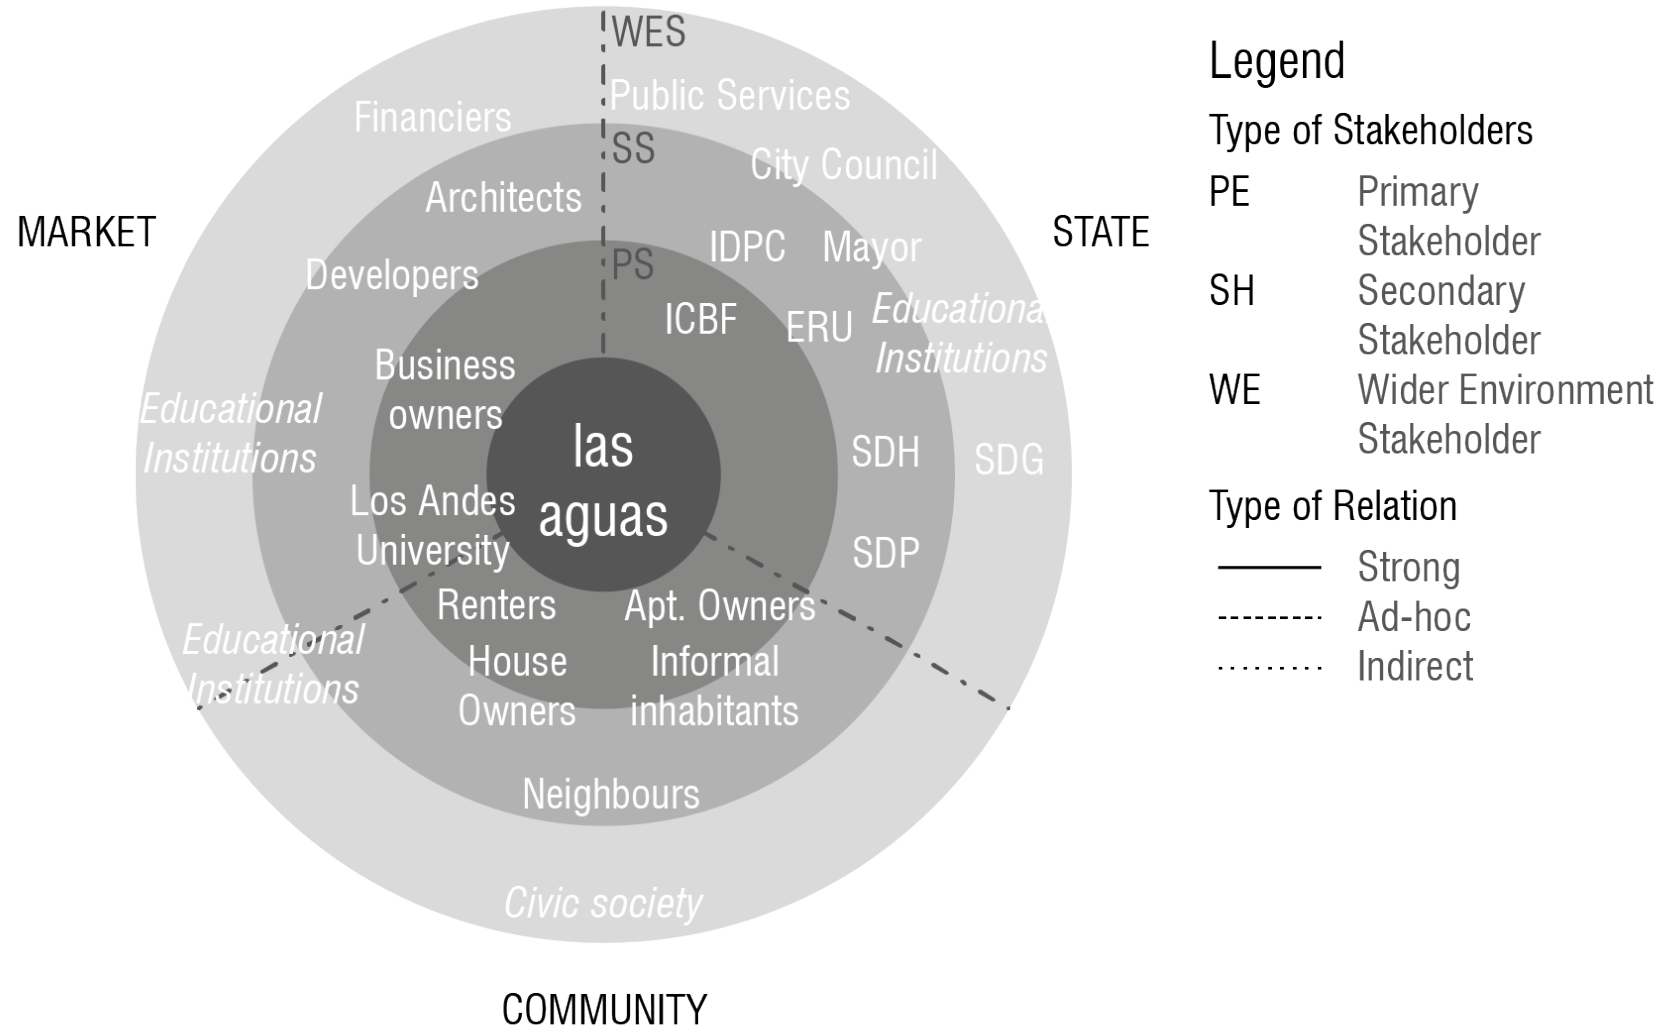 WES
Public Services
Financiers
SS
City Council
Architects
MARKET
STATE
IDPC
Mayor
PS
Developers
ICBF
ERU
Educational
Institutions
Business
owners
Educational
Institutions
las
aguas
SDH
SDG
Los Andes
University
SDP
Renters
Apt. Owners
Educational
Institutions
House
Owners
Informal
inhabitants
Neighbours
Civic society
COMMUNITY
Legend
Type of Stakeholders
PE Primary
Stakeholder
SH Secondary
Stakeholder
WE Wider Environment
Stakeholder
Type of Relation
Strong
Ad-hoc
Indirect